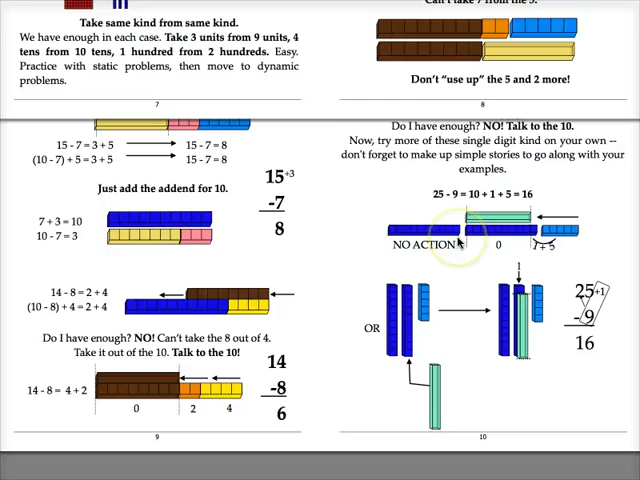 Take same kind from same kind.
We have enough in each case. Take 3 units from 9 units, 4
tens from 10 tens, 1 hundred from 2 hundreds. Easy.
Practice with static problems, then move to dynamic
problems.
7
Can't take 7 from the 5.
Don't “use up” the 5 and 2 more!
8
15 - 7 = 3 + 5
15 - 7 = 8
(10 - 7) + 5 = 3 + 5
15 - 7 = 8
Just add the addend for 10.
7 + 3 = 10
10 - 7 = 3
15+3
-7
8
14 - 8 = 2 + 4
(10 - 8) + 4 = 2 + 4
Do I have enough? NO! Can't take the 8 out of 4.
Take it out of the 10. Talk to the 10!
14 - 8 = 4 + 2
0
2
4
14
-8
6
9
Do I have enough? NO! Talk to the 10.
Now, try more of these single digit kind on your own --
don't forget to make up simple stories to go along with your
examples.
25 - 9 = 10 + 1 + 5 = 16
NO ACTION
0
1 + 5
OR
1
25+1
- 9
16
10